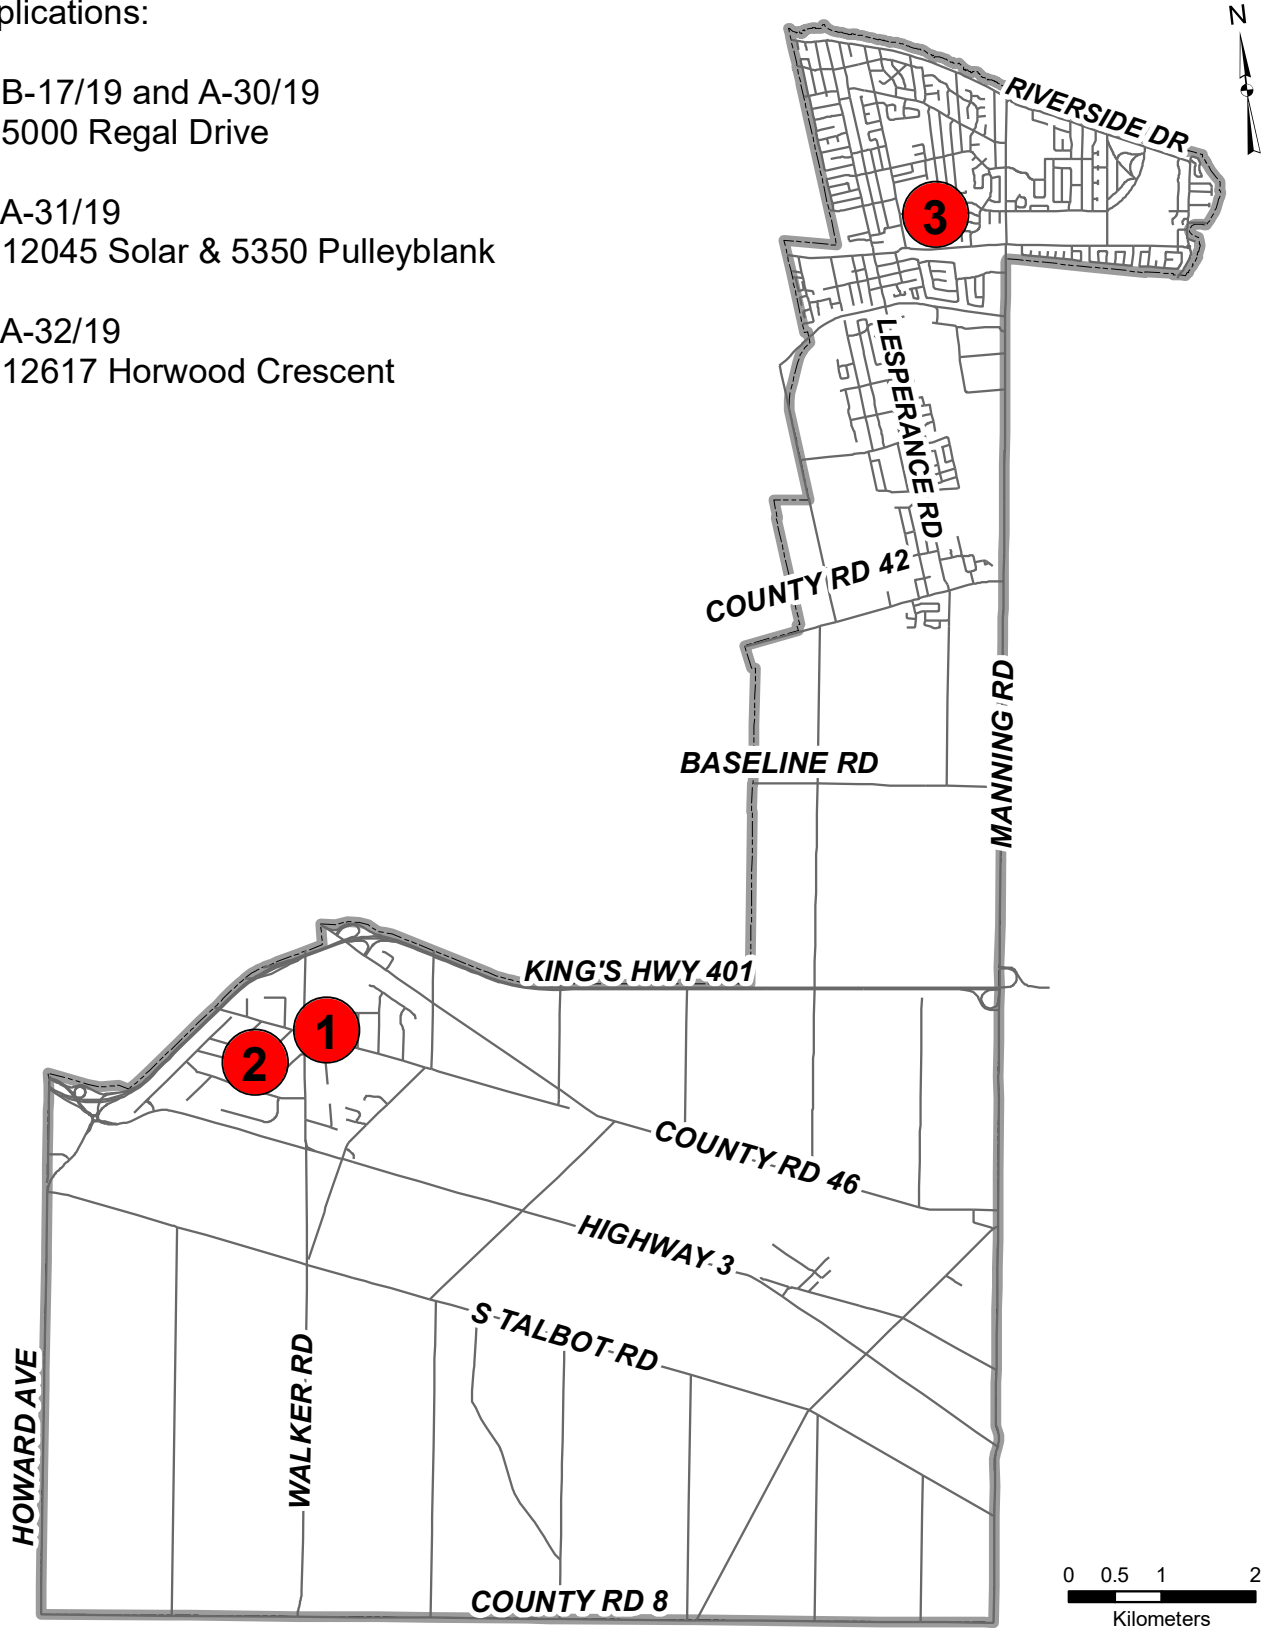 plications:
B-17/19 and A-30/19
5000 Regal Drive
A-31/19
12045 Solar & 5350 Pulleyblank
A-32/19
12617 Horwood Crescent
N
RIVERSIDE DR
3
LESPERANCE RD
COUNTY RD 42
MANNING RD
BASELINE RD
KING'S HWY 401
1
2
COUNTY RD 46
HIGHWAY 3
S TALBOT RD
HOWARD AVE
WALKER RD
COUNTY RD 8
0 0.5 1 2
Kilometers